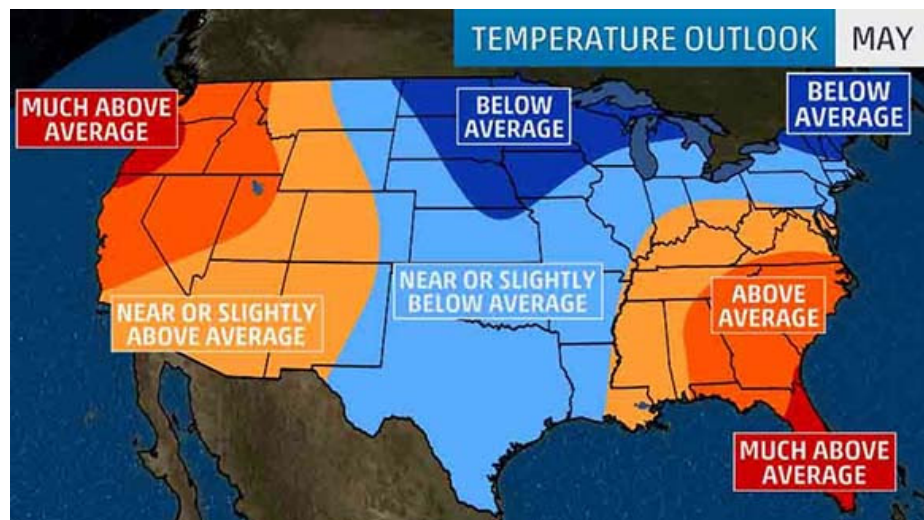 TEMPERATURE OUTLOOK MAY
MUCH ABOVE
AVERAGE
BELOW
AVERAGE
BELOW
AVERAGE
NEAR OR SLIGHTLY
ABOVE AVERAGE
NEAR OR SLIGHTLY
BELOW AVERAGE
ABOVE
AVERAGE
MUCH ABOVE
AVERAGE